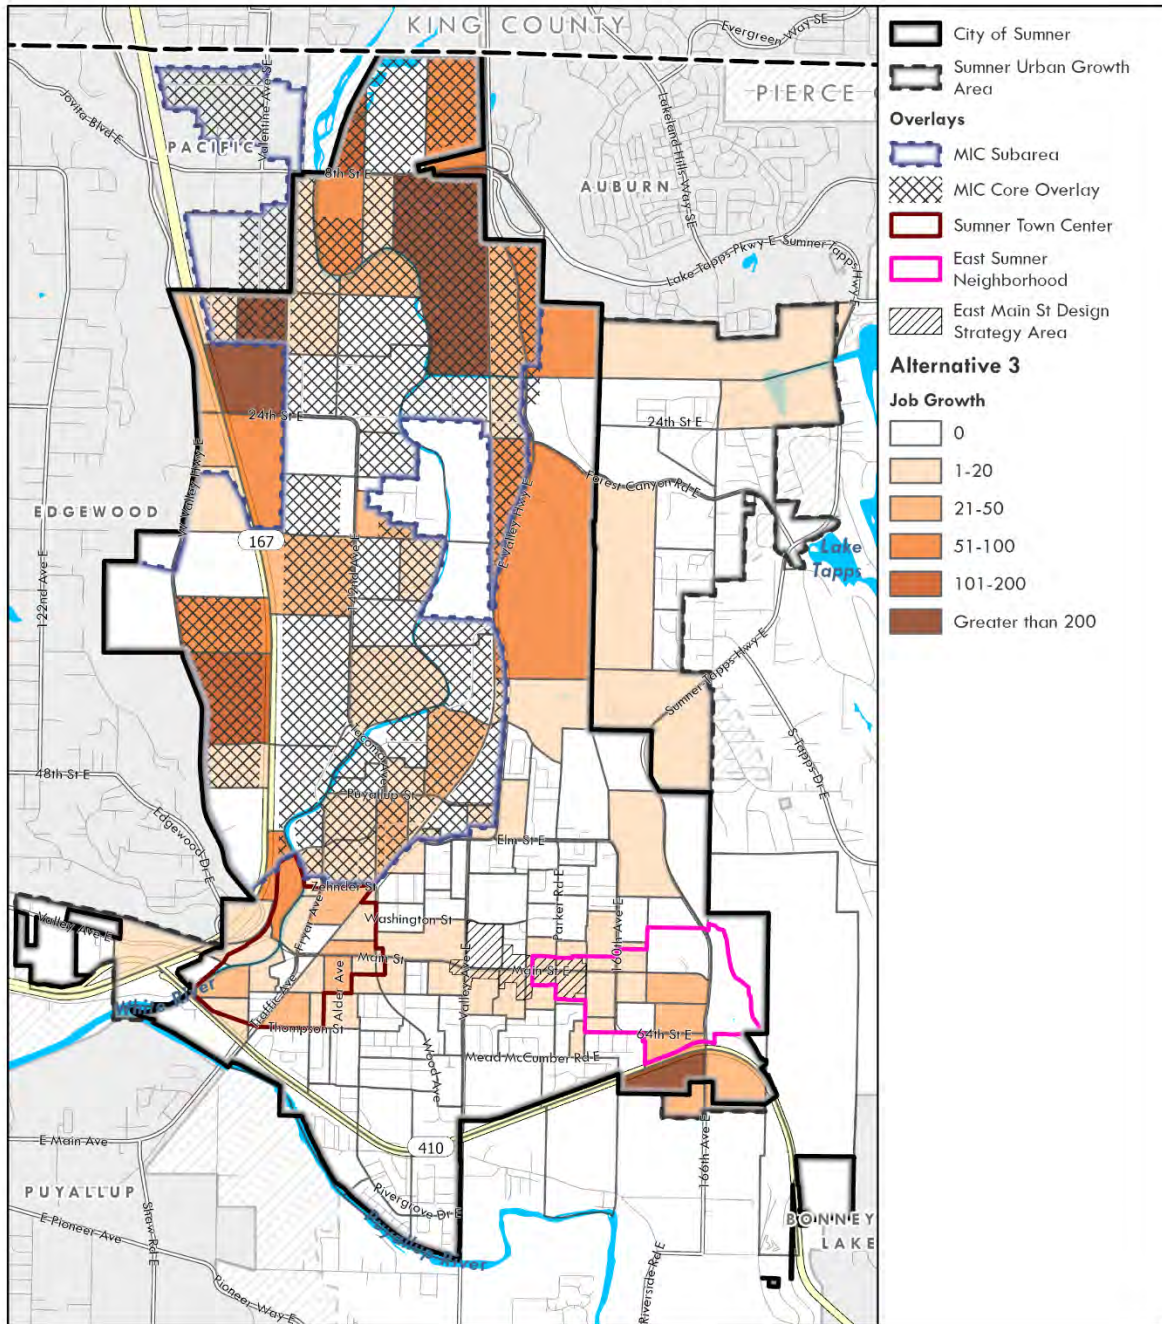 KING COUNTY
Evergreen Way SE
PIERCE C
Jovita Blvd E
Valentine Ave SE
PACIFIC
8th St E
AUBURN
Lakeland Hills Way SE
Lake Tapps Pkwy E
Sumner Tapps Hwy E
24th St E
24th St E
W Valley Hwy E
Forest Canyon Rd E
EDGEWOOD
167
142nd Ave E
E Valley Hwy E
Lake
Tapps
122nd Ave E
Sumner Tapps Hwy E
S Tapps Dr E
48th St E
Edgewood Dr E
Puyallup St
Elm St E
Zehnder St
Valley Ave E
Fryar Ave
Washington St
Parker Rd E
160th Ave E
Main St
Main St E
Valley Ave E
White River
Traffic Ave
Alder Ave
Thompson St
64th St E
Mead McCumber Rd E
Wood Ave
E Main Ave
410
166th Ave E
PUYALLUP
Rivergrove Dr E
E Pioneer Ave
Shaw Rd E
Puyallup River
BONNEY
LAKE
Pioneer Way E
Riverside Rd E
City of Sumner
Sumner Urban Growth
Area
Overlays
MIC Subarea
MIC Core Overlay
Sumner Town Center
East Sumner
Neighborhood
East Main St Design
Strategy Area
Alternative 3
Job Growth
0
1-20
21-50
51-100
101-200
Greater than 200